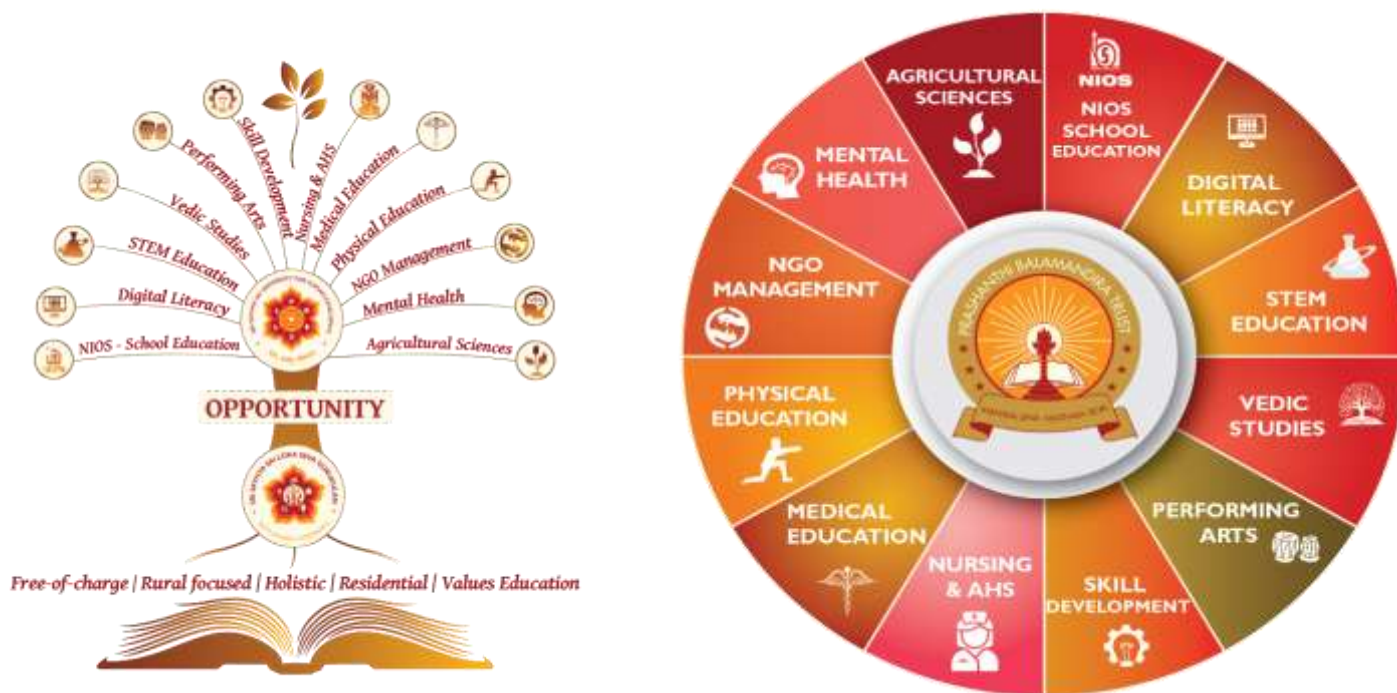 Skill Development
Nursing & AHS
Performing Arts
Medical Education
Vedic Studies
Physical Education
STEM Education
NGO Management
Digital Literacy
Mental Health
NIOS - School Education
Agricultural Sciences
OPPORTUNITY
Free-of-charge | Rural focused | Holistic | Residential | Values Education
AGRICULTURAL
SCIENCES
NIOS
NIOS
SCHOOL
EDUCATION
DIGITAL
LITERACY
STEM
EDUCATION
VEDIC
STUDIES
PERFORMING
ARTS
SKILL
DEVELOPMENT
NURSING
& AHS
MEDICAL
EDUCATION
PHYSICAL
EDUCATION
NGO
MANAGEMENT
MENTAL
HEALTH
PRASHANTHI BALAMANDIRA TRUST